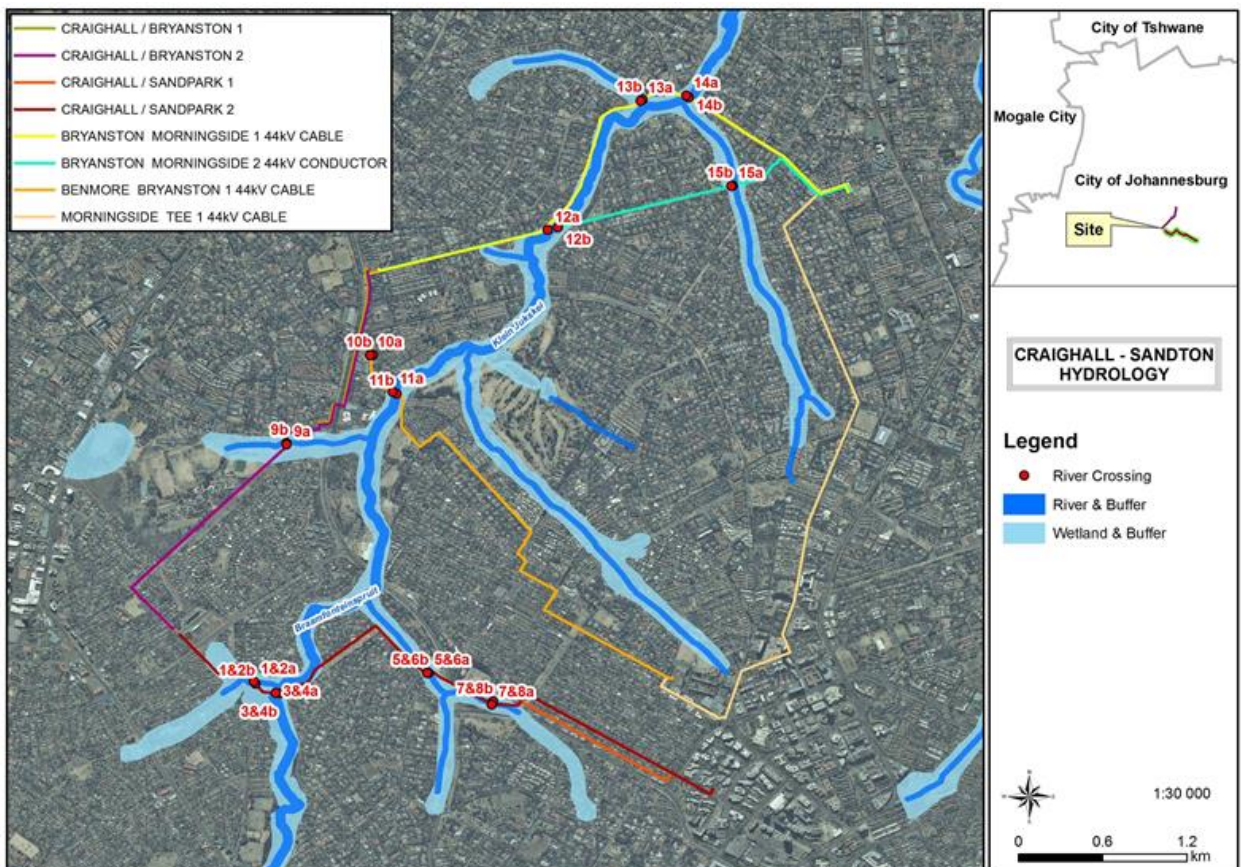 CRAIGHALL / BRYANSTON 1
CRAIGHALL / BRYANSTON 2
CRAIGHALL / SANDPARK 1
CRAIGHALL / SANDPARK 2
BRYANSTON MORNINGSIDE 1 44kV CABLE
BRYANSTON MORNINGSIDE 2 44kV CONDUCTOR
BENMORE BRYANSTON 1 44kV CABLE
MORNINGSIDE TEE 1 44kV CABLE
13b 13a
14a
14b
15b 15a
12a
12b
Klein Jukskei
10b 10a
11b 11a
9b 9a
Braamfonteinspruit
1&2b 1&2a
3&4a
3&4b
5&6b 5&6a
7&8b 7&8a
City of Tshwane
Mogale City
City of Johannesburg
Site
CRAIGHALL - SANDTON
HYDROLOGY
Legend
River Crossing
River & Buffer
Wetland & Buffer
1:30 000
0 0.6 1.2
km